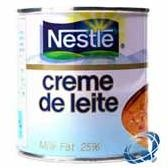 Nestlé
creme
de leite
Milk Fat 25%